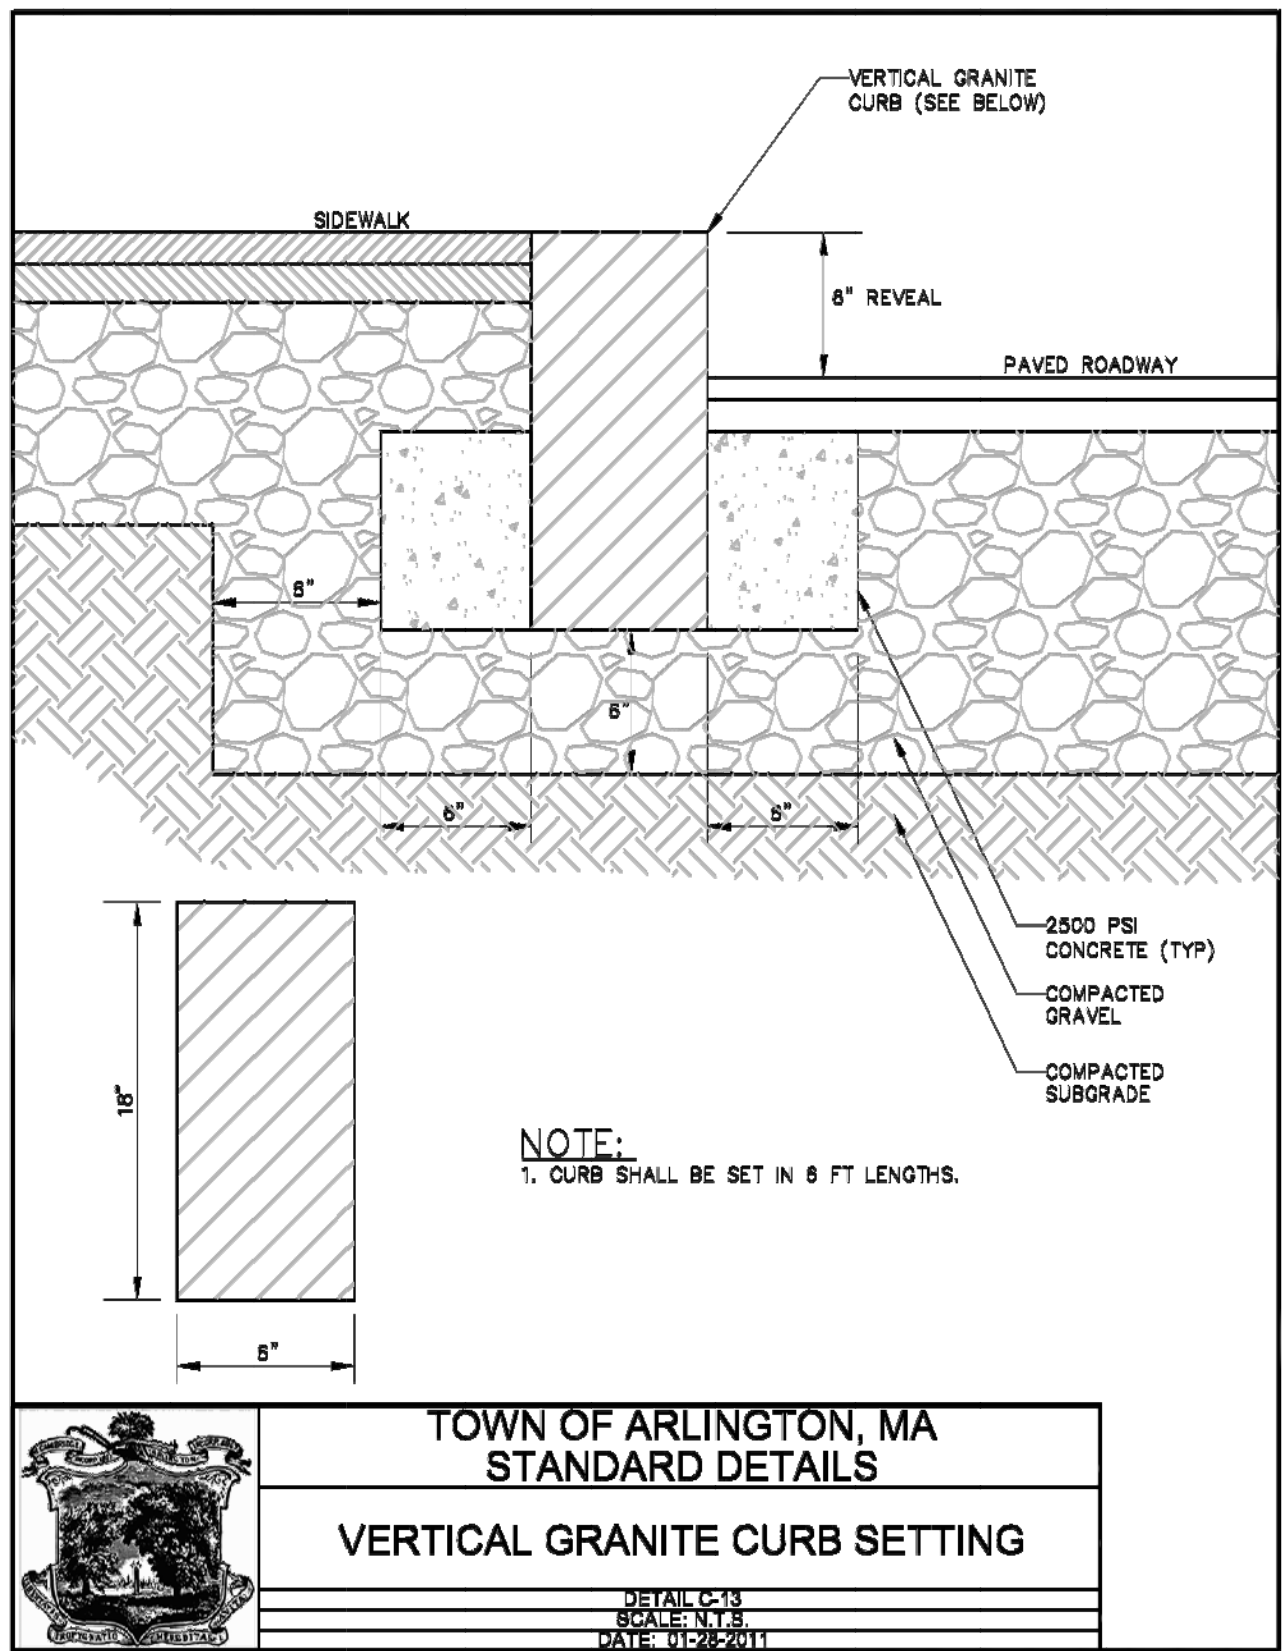 VERTICAL GRANITE
CURB (SEE BELOW)
SIDEWALK
6" REVEAL
PAVED ROADWAY
6"
6"
6"
6"
2500 PSI
CONCRETE (TYP)
COMPACTED
GRAVEL
COMPACTED
SUBGRADE
18"
NOTE:
1. CURB SHALL BE SET IN 6 FT LENGTHS.
6"
TOWN OF ARLINGTON, MA
STANDARD DETAILS
VERTICAL GRANITE CURB SETTING
DETAIL C-13
SCALE: N.T.S.
DATE: 01-28-2011